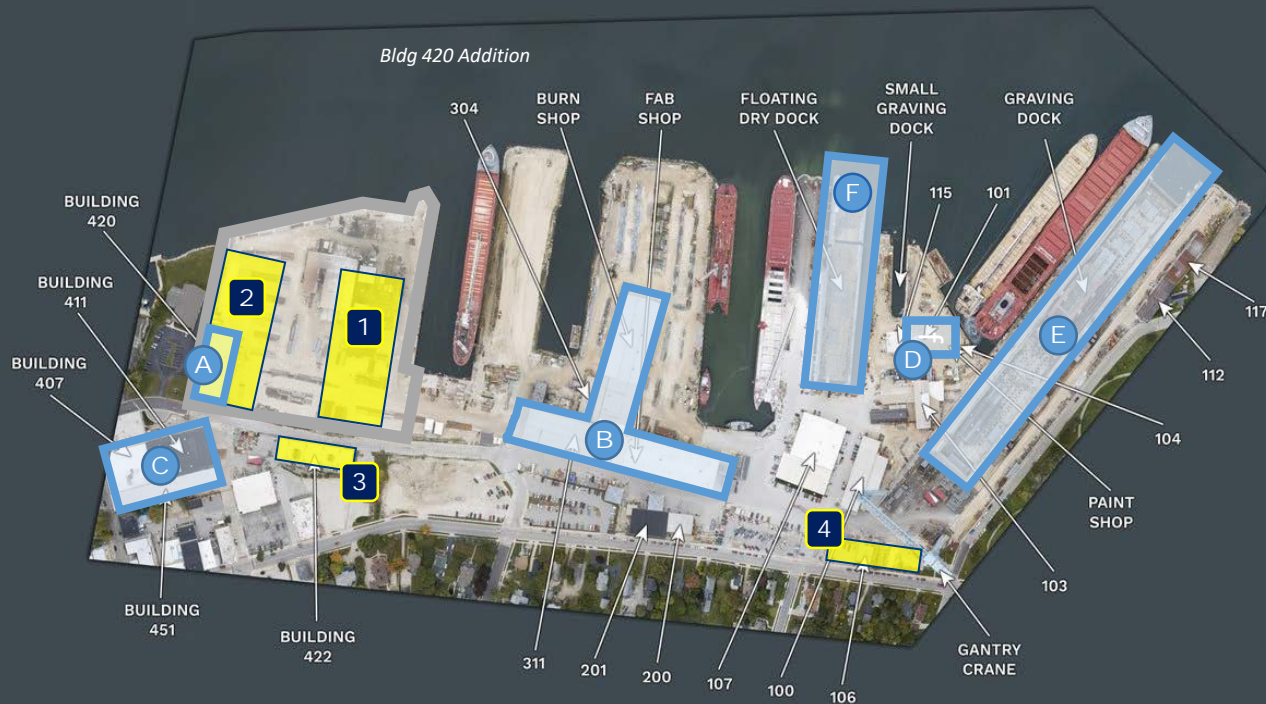 Bldg 420 Addition
304
BURN
SHOP
FAB
SHOP
FLOATING
DRY DOCK
SMALL
GRAVING
DOCK
GRAVING
DOCK
BUILDING
420
BUILDING
411
BUILDING
407
115
101
117
112
104
PAINT
SHOP
103
GANTRY
CRANE
BUILDING
451
BUILDING
422
311
201
200
107
100
106
2
1
3
4
A
B
C
D
E
F